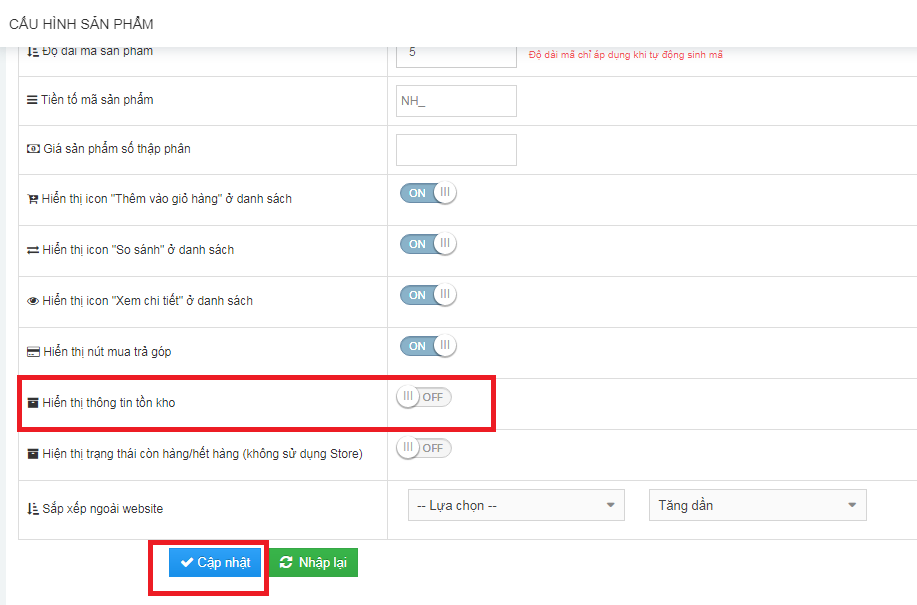 CẤU HÌNH SẢN PHẨM
Độ dài mã sản phẩm
5
Độ dài mã chỉ áp dụng khi tự động sinh mã
Tiền tố mã sản phẩm
NH_
Giá sản phẩm số thập phân
Hiển thị icon "Thêm vào giỏ hàng" ở danh sách
ON
Hiển thị icon "So sánh" ở danh sách
ON
Hiển thị icon "Xem chi tiết" ở danh sách
ON
Hiển thị nút mua trả góp
ON
Hiển thị thông tin tồn kho
OFF
Hiện thị trạng thái còn hàng/hết hàng (không sử dụng Store)
OFF
Sắp xếp ngoài website
-- Lựa chọn --
Tăng dần
Cập nhật
Nhập lại